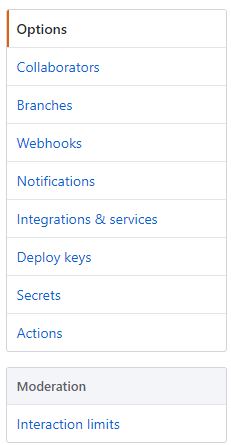 Options
Collaborators
Branches
Webhooks
Notifications
Integrations & services
Deploy keys
Secrets
Actions
Moderation
Interaction limits